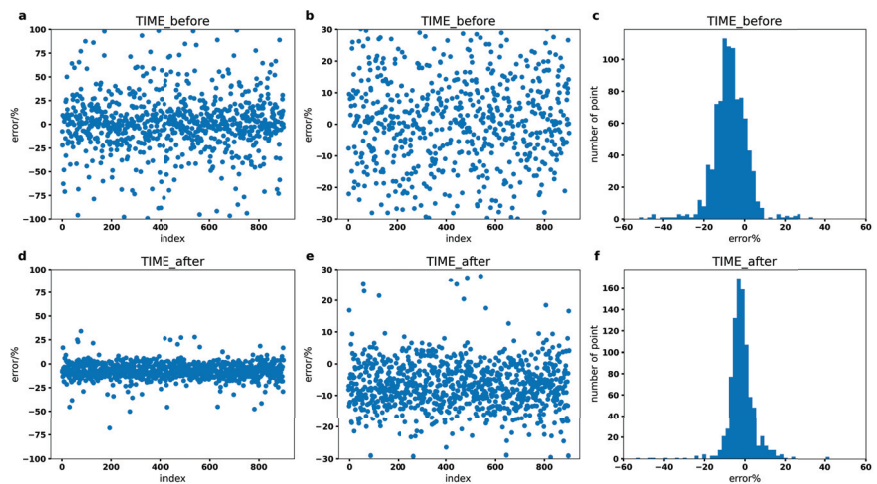 a TIME_before
100
75
50
25
0
−25
−50
−75
−100
error/%
0 200 400 600 800
index
b TIME_before
30
20
10
0
−10
−20
−30
error/%
0 200 400 600 800
index
c TIME_before
100
80
60
40
20
0
number of point
−60 −40 −20 0 20 40 60
error%
d TIME_after
100
75
50
25
0
−25
−50
−75
−100
error/%
0 200 400 600 800
index
e TIME_after
30
20
10
0
−10
−20
−30
error/%
0 200 400 600 800
index
f TIME_after
160
140
120
100
80
60
40
20
0
number of point
−60 −40 −20 0 20 40 60
error%